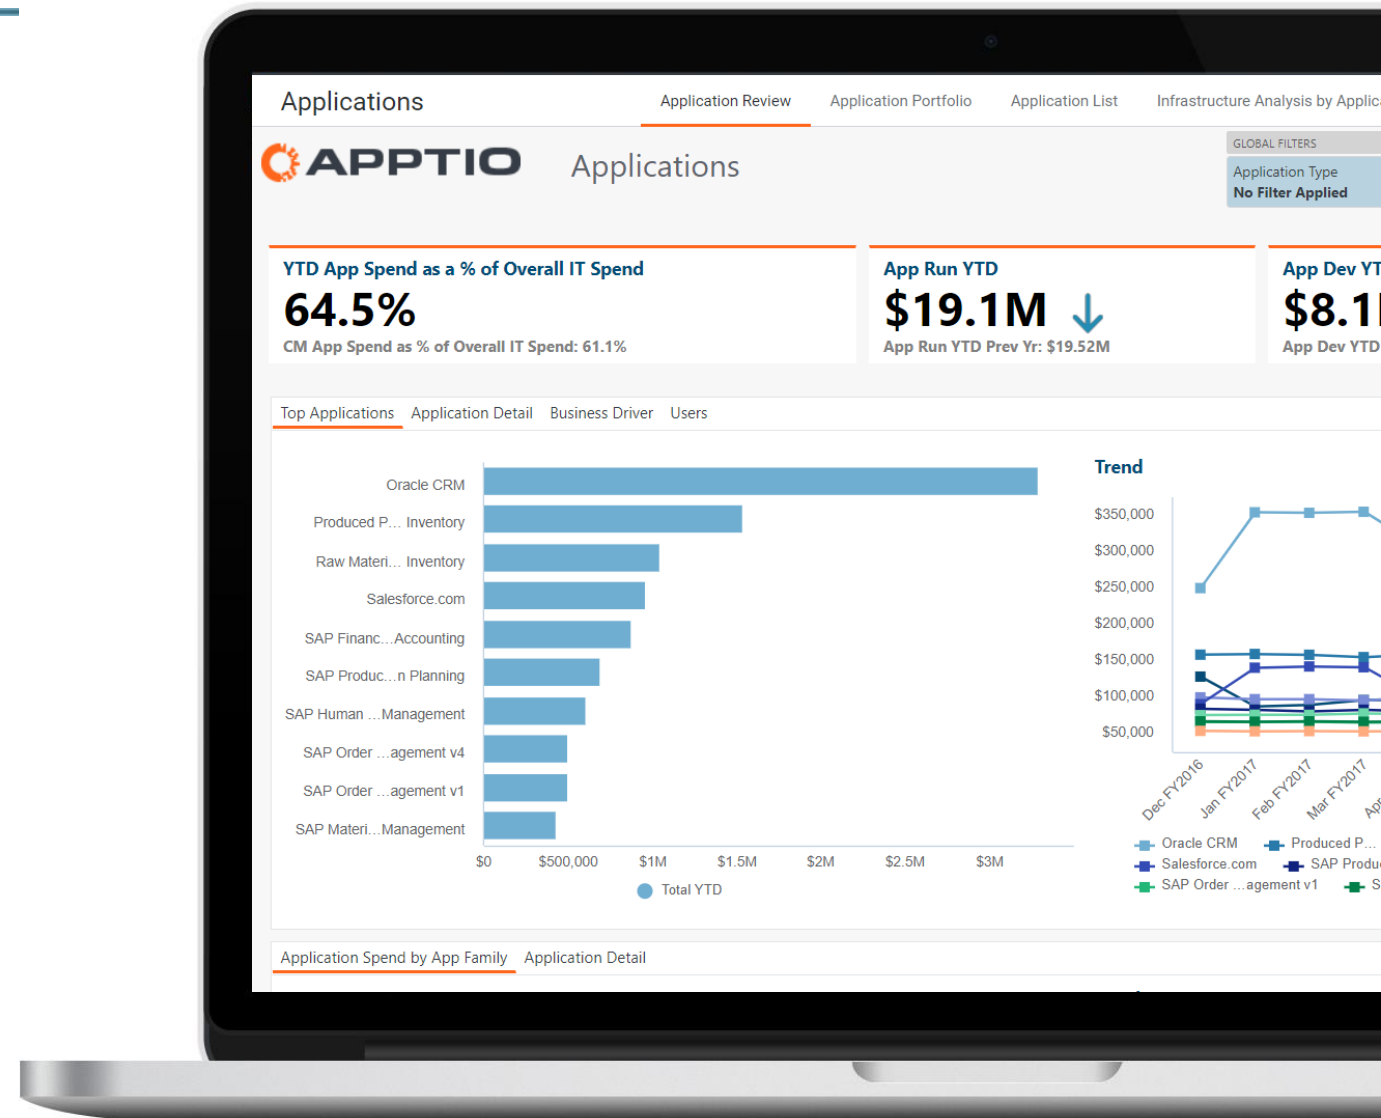 Applications
Application Review
Application Portfolio
Application List
Infrastructure Analysis by Applic
APPTIO
Applications
GLOBAL FILTERS
Application Type
No Filter Applied
YTD App Spend as a % of Overall IT Spend
64.5%
CM App Spend as % of Overall IT Spend: 61.1%
App Run YTD
$19.1M
App Run YTD Prev Yr: $19.52M
App Dev YT
$8.1
App Dev YTD
Top Applications
Application Detail
Business Driver
Users
Oracle CRM
Produced P... Inventory
Raw Materi... Inventory
Salesforce.com
SAP Financ...Accounting
SAP Produc...n Planning
SAP Human ...Management
SAP Order ...agement v4
SAP Order ...agement v1
SAP Materi...Management
$0
$500,000
$1M
$1.5M
$2M
$2.5M
$3M
Total YTD
Trend
$350,000
$300,000
$250,000
$200,000
$150,000
$100,000
$50,000
Dec FY2016
Jan FY2017
Feb FY2017
Mar FY2017
Ap
Oracle CRM
Produced P...
Salesforce.com
SAP Produ
SAP Order ...agement v1
S
Application Spend by App Family
Application Detail